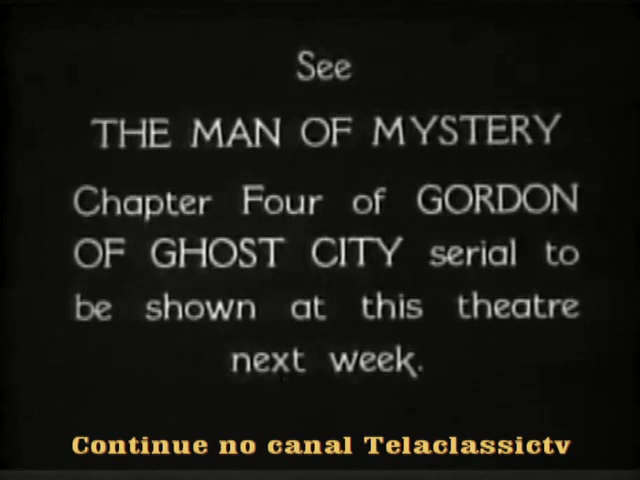 See
THE MAN OF MYSTERY
Chapter Four of GORDON
OF GHOST CITY serial to
be shown at this theatre
next week.
Continue no canal Telaclassictv